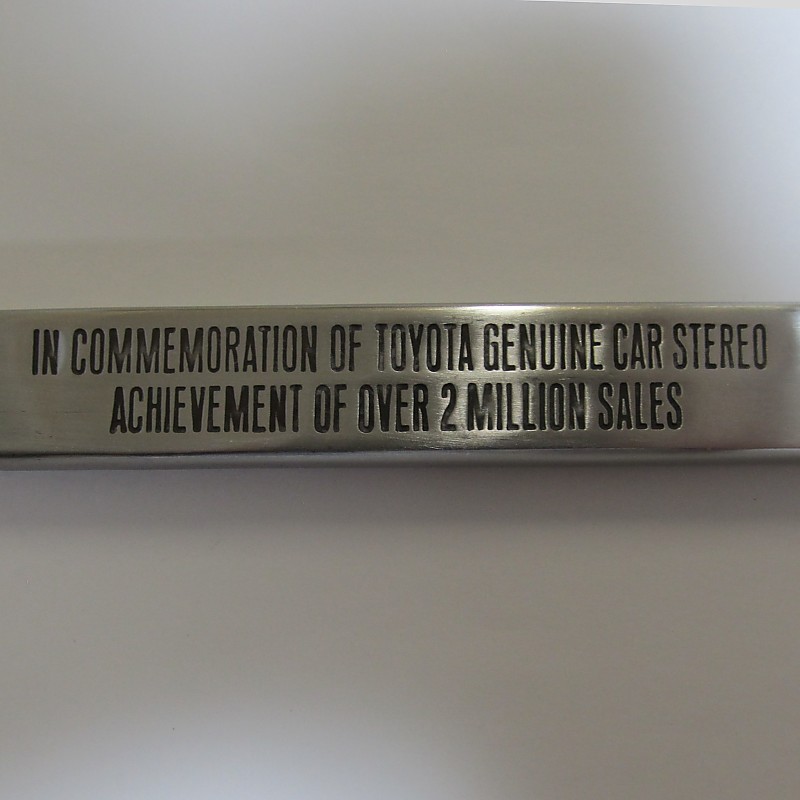 IN COMMEMORATION OF TOYOTA GENUINE CAR STEREO
ACHIEVEMENT OF OVER 2 MILLION SALES